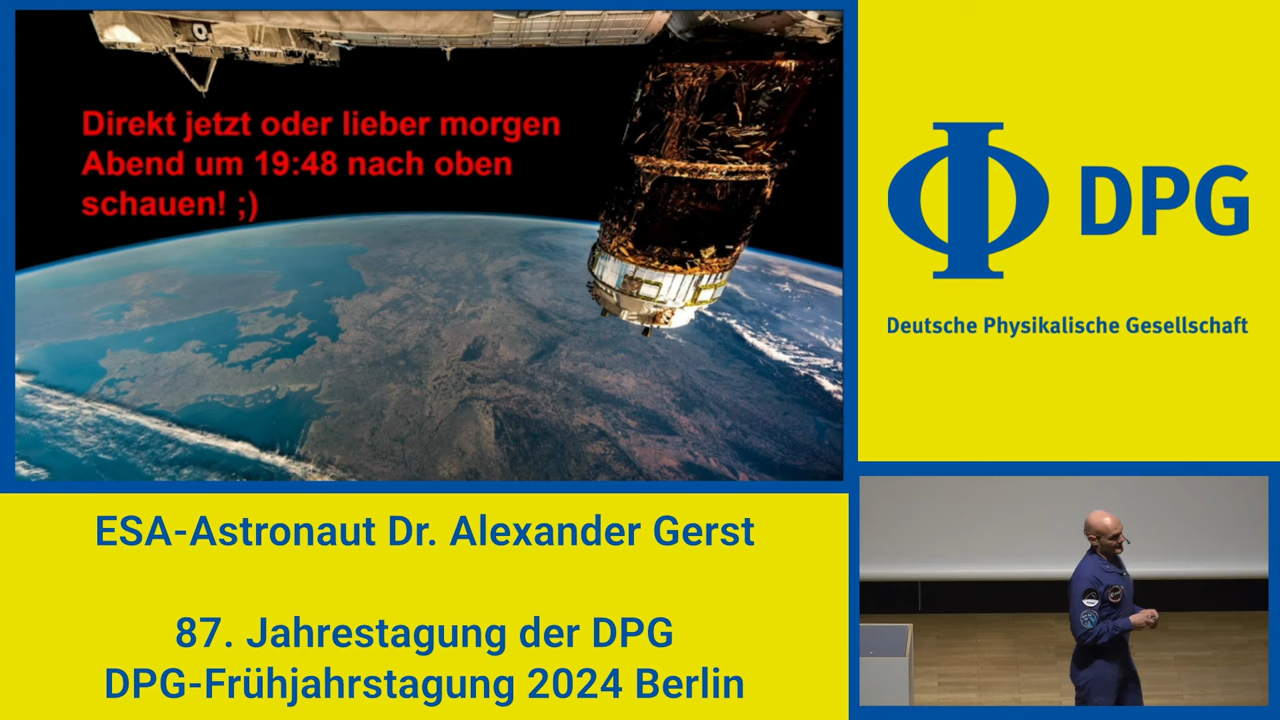 Direkt jetzt oder lieber morgen
Abend um 19:48 nach oben
schauen! ;)
DPG
Deutsche Physikalische Gesellschaft
ESA-Astronaut Dr. Alexander Gerst
87. Jahrestagung der DPG
DPG-Frühjahrstagung 2024 Berlin